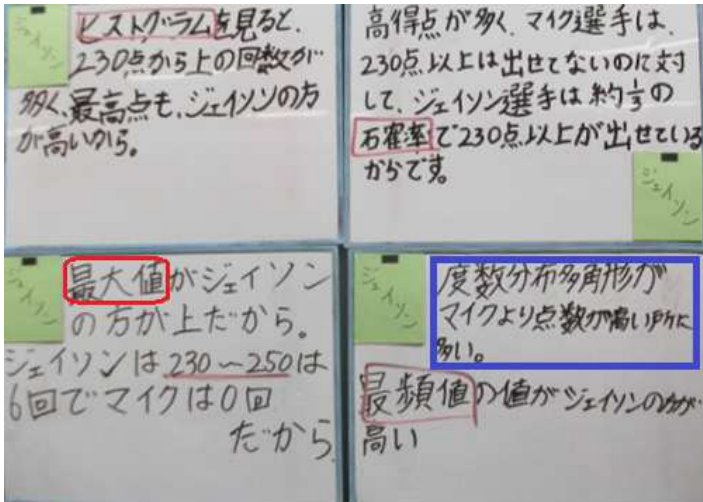 ジェイソン
ヒストグラムを見ると、
230点から上の回数が
多く、最高点も、ジェイソンの方
が高いから。
高得点が多く、マイク選手は、
230点以上は出せてないのに対
して、ジェイソン選手は約1/3の
確率で230点以上が出せている
からです。
ジェイソン
ジェイソン
最大値がジェイソン
の方が上だから。
ジェイソンは230〜250は
6回でマイクは0回
だから
ジェイソン
度数分布多角形が
マイクより点数が高い所に
多い。
最頻値の値がジェイソンの方が
高い